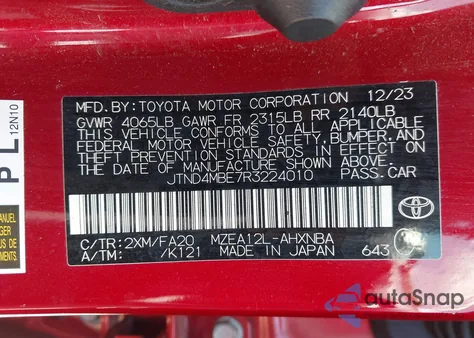 MFD.BY:TOYOTA MOTOR CORPORATION 12/23
GVWR 4065LB GAWR FR 2315LB RR 2140LB
THIS VEHICLE CONFORMS TO ALL APPLICABLE
FEDERAL MOTOR VEHICLE SAFETY,BUMPER,AND
THEFT PREVENTION STANDARDS IN EFFECT ON
THE DATE OF MANUFACTURE SHOWN ABOVE.
JTND4MBE7R3224010 PASS.CAR
C/TR:2XM/FA20 MZEA12L-AHXNBA
A/TM: /K121 MADE IN JAPAN 643
P L
12N10
MANUEL
autoSnap